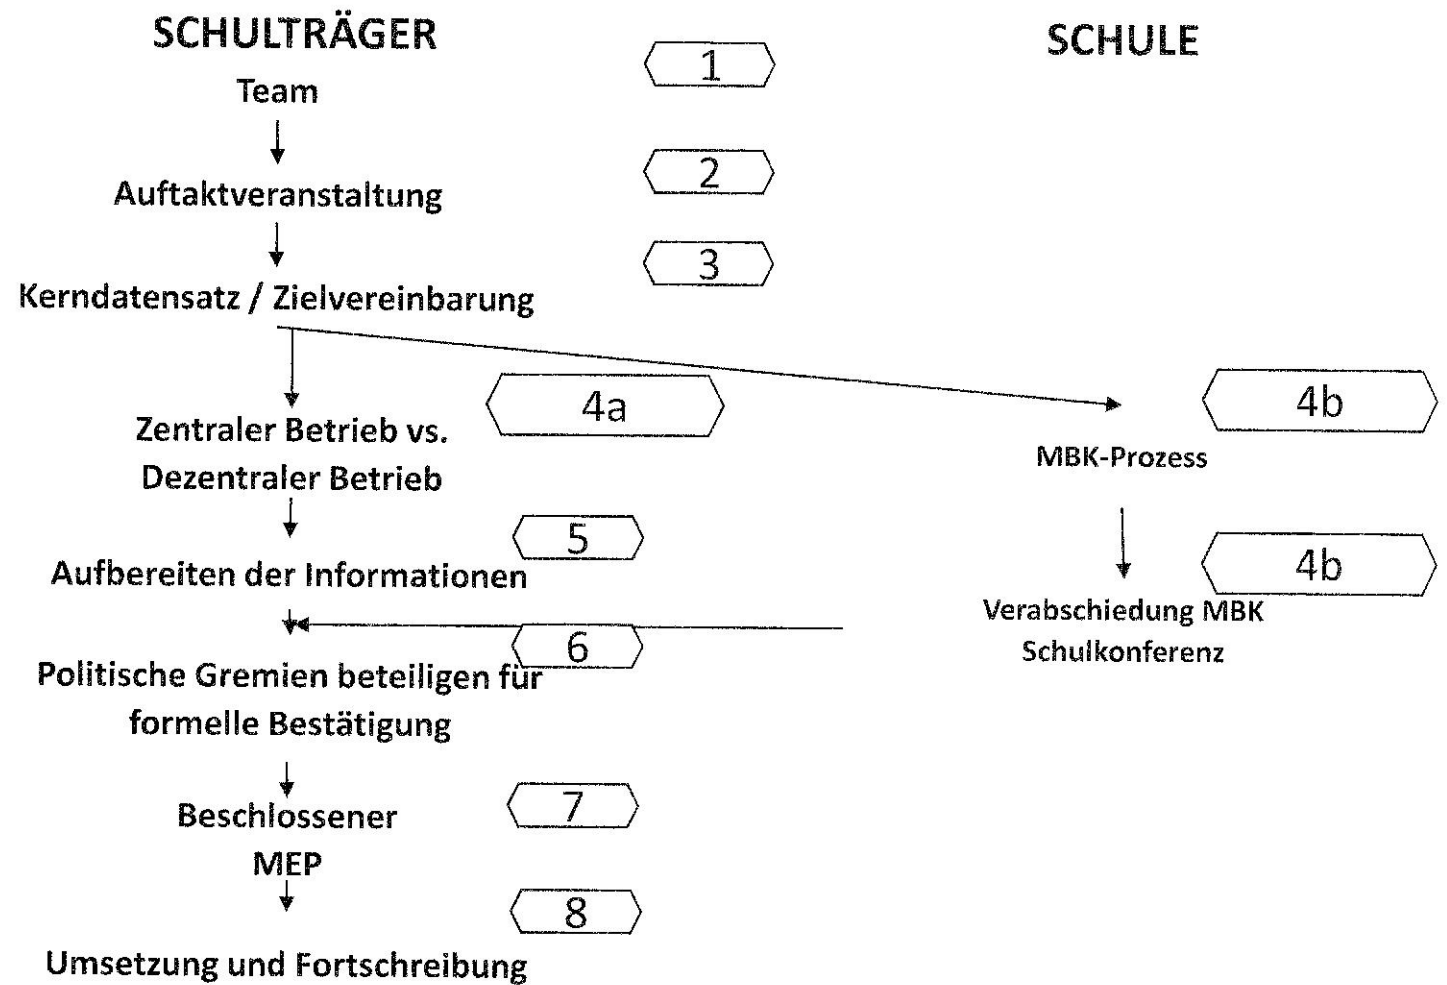 SCHULTRÄGER
SCHULE
1
Team
2
Auftaktveranstaltung
3
Kerndatensatz / Zielvereinbarung
4a
4b
Zentraler Betrieb vs.
Dezentraler Betrieb
MBK-Prozess
5
4b
Aufbereiten der Informationen
Verabschiedung MBK
Schulkonferenz
6
Politische Gremien beteiligen für
formelle Bestätigung
7
Beschlossener
MEP
8
Umsetzung und Fortschreibung